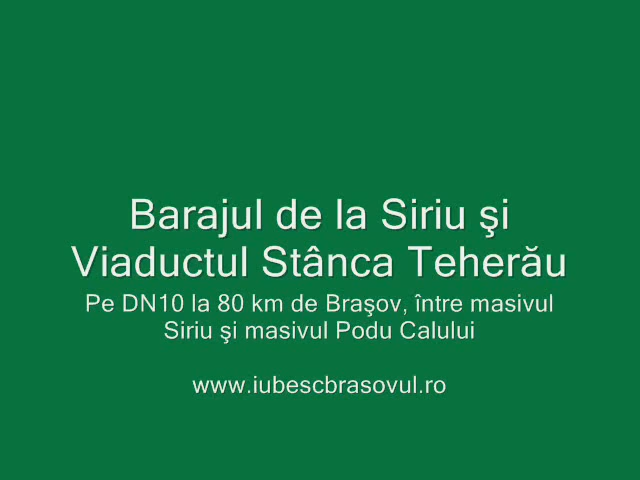 Barajul de la Siriu şi
Viaductul Stânca Teherău
Pe DN10 la 80 km de Braşov, între masivul
Siriu şi masivul Podu Calului
www.iubescbrasovul.ro